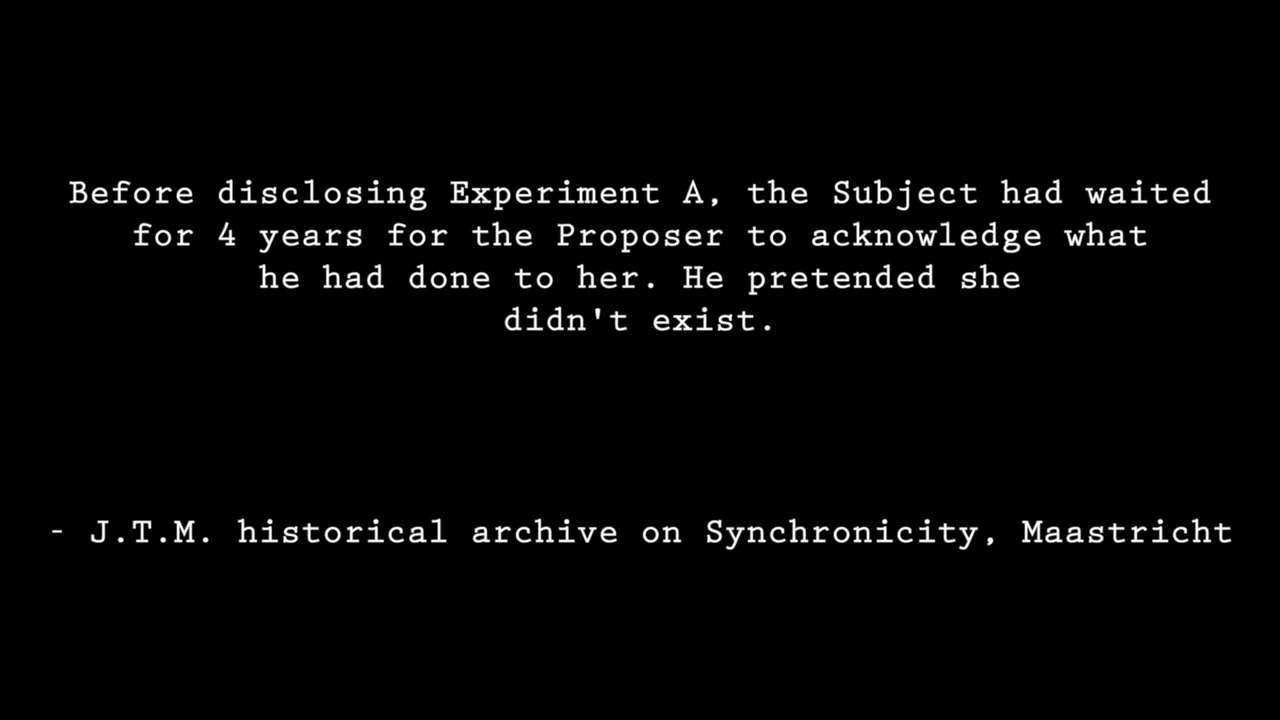 Before disclosing Experiment A, the Subject had waited
for 4 years for the Proposer to acknowledge what
he had done to her. He pretended she
didn't exist.
- J.T.M. historical archive on Synchronicity, Maastricht